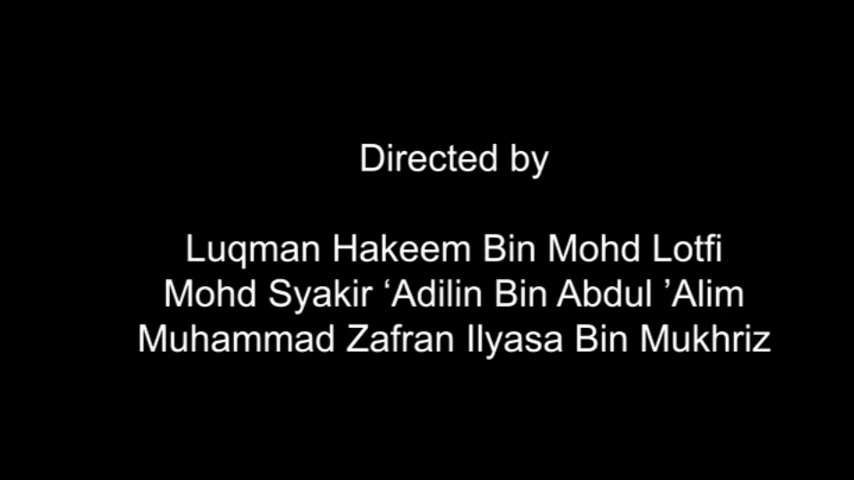 Directed by
Luqman Hakeem Bin Mohd Lotfi
Mohd Syakir ‘Adilin Bin Abdul ’Alim
Muhammad Zafran Ilyasa Bin Mukhriz